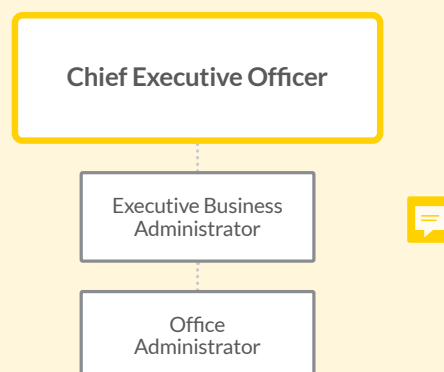 Chief Executive Officer
Executive Business
Administrator
Office
Administrator